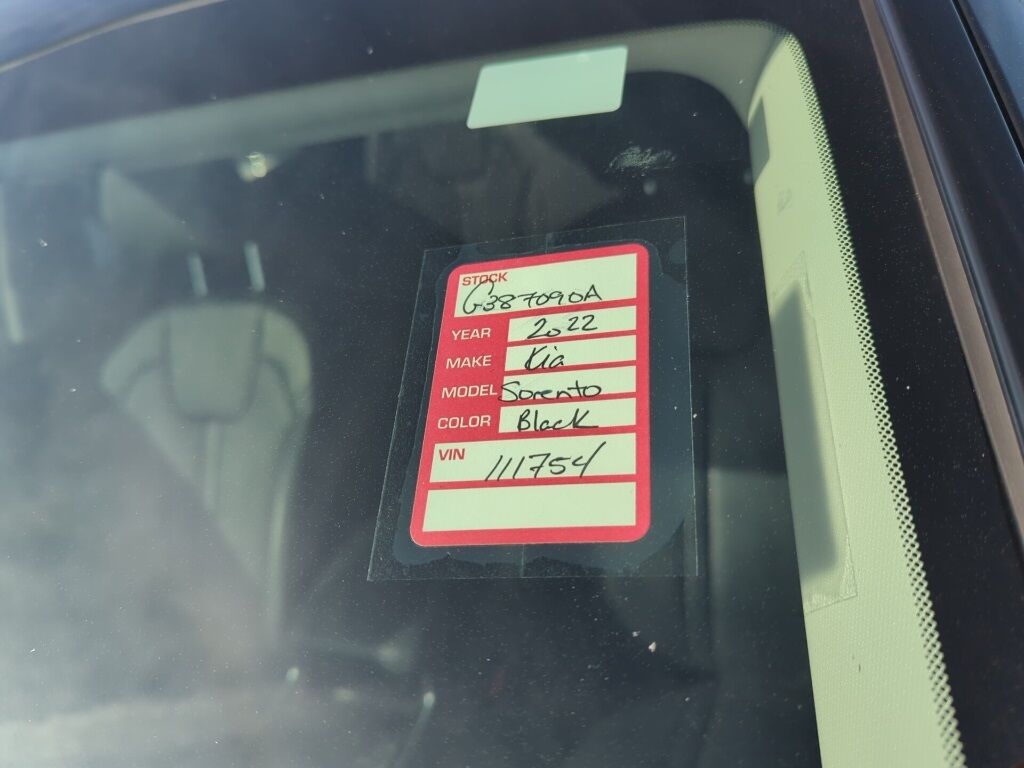 STOCK
G387090A
YEAR 2022
MAKE Kia
MODEL Sorento
COLOR Black
VIN
111754